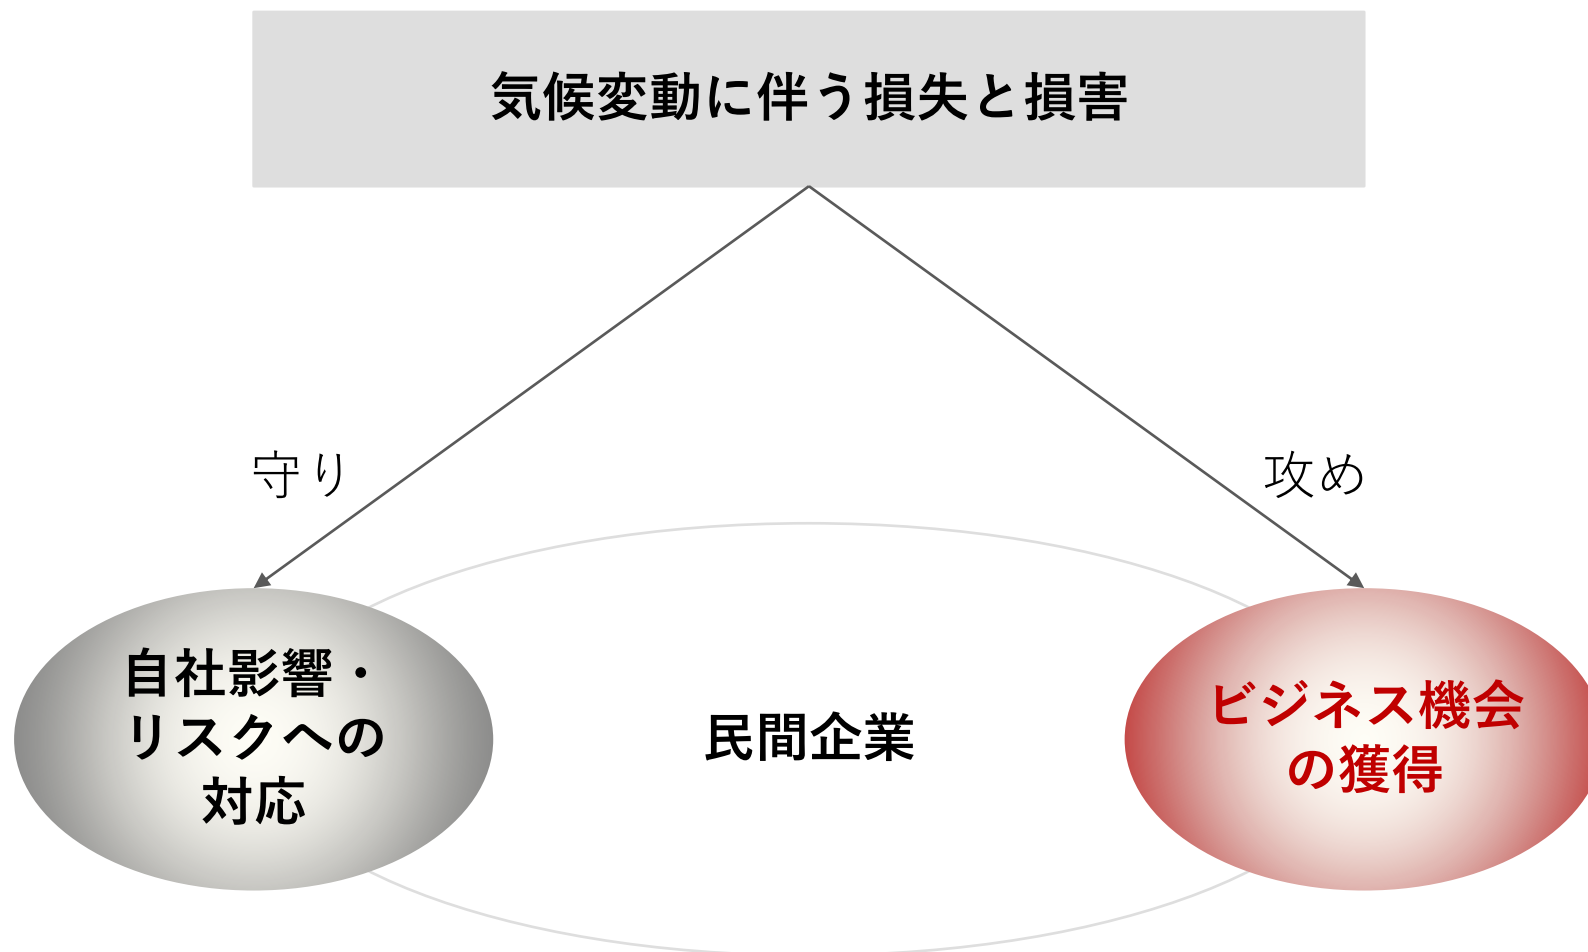 気候変動に伴う損失と損害
守り
攻め
自社影響・
リスクへの
対応
民間企業
ビジネス機会
の獲得